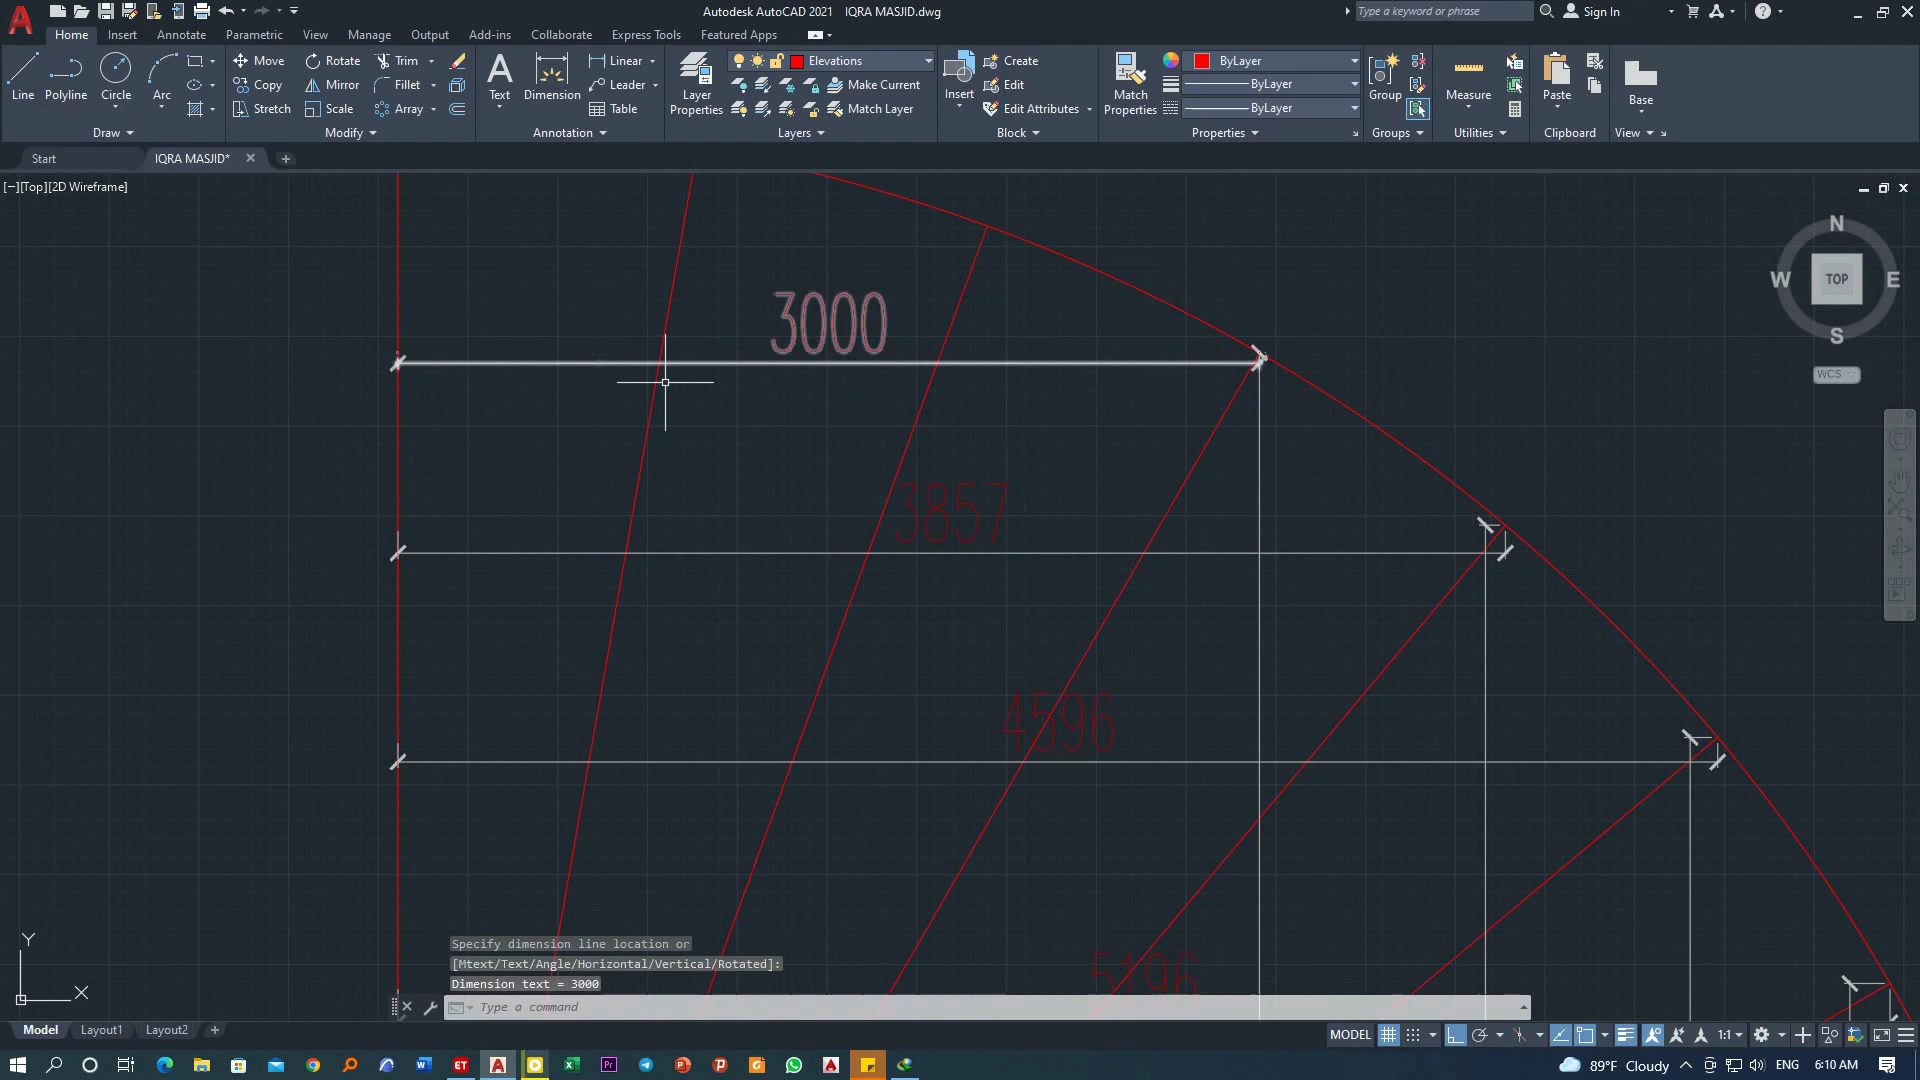 Autodesk AutoCAD 2021 IQRA MASJID.dwg
Type a keyword or phrase
Sign In
Home Insert Annotate Parametric View Manage Output Add-ins Collaborate Express Tools Featured Apps
Line Polyline Circle Arc
Move Rotate Trim
Copy Mirror Fillet
Stretch Scale Array
Text Dimension
Linear
Leader
Table
Layer Properties
Elevations
Make Current
Match Layer
Insert
Create
Edit
Edit Attributes
Match Properties
ByLayer
ByLayer
ByLayer
Group Measure Paste Base
Draw Modify Annotation Layers Block Properties Groups Utilities Clipboard View
Start IQRA MASJID*
[−][Top][2D Wireframe]
N
W TOP E
S
WCS
3000
3857
4596
5196
Y
X
Specify dimension line location or
[Mtext/Text/Angle/Horizontal/Vertical/Rotated]:
Dimension text = 3000
Type a command
Model Layout1 Layout2
MODEL 1:1
89°F Cloudy ENG 6:10 AM